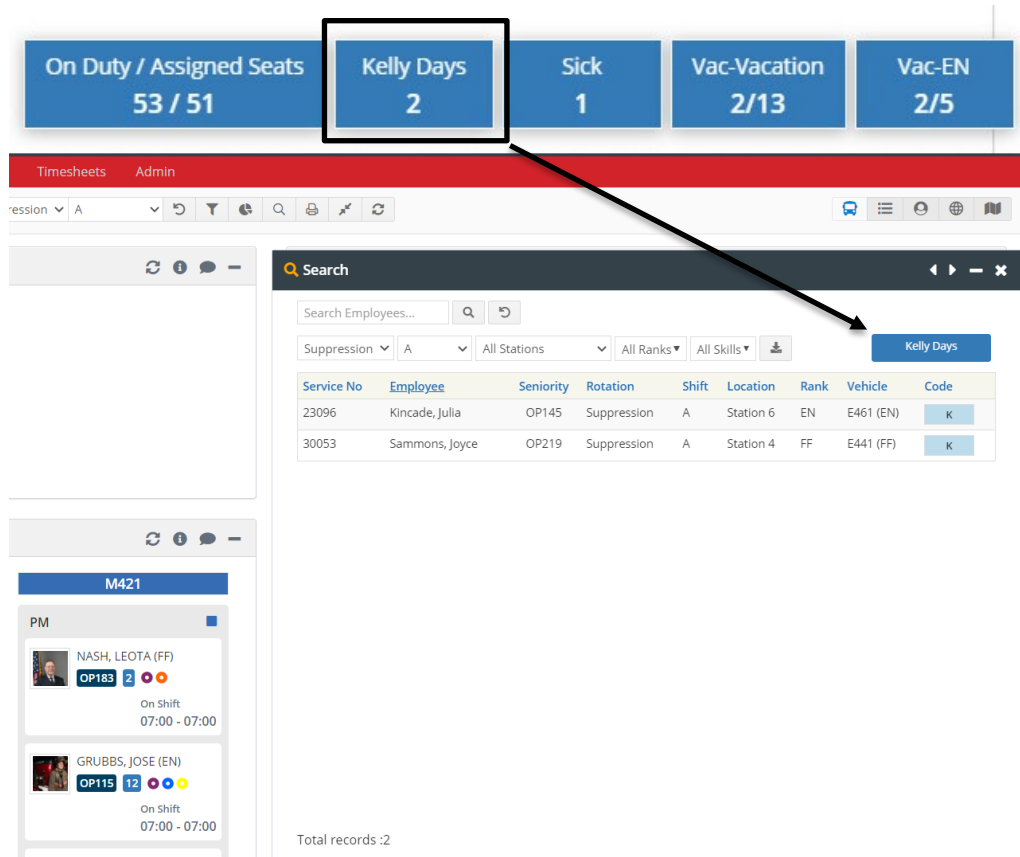 On Duty / Assigned Seats Kelly Days Sick Vac-Vacation Vac-EN
53 / 51 2 1 2/13 2/5
Timesheets Admin
ression A
Search
Search Employees...
Suppression A All Stations All Ranks All Skills Kelly Days
Service No Employee Seniority Rotation Shift Location Rank Vehicle Code
23096 Kincade, Julia OP145 Suppression A Station 6 EN E461 (EN) K
30053 Sammons, Joyce OP219 Suppression A Station 4 FF E441 (FF) K
Total records :2
M421
PM
NASH, LEOTA (FF)
OP183 2
On Shift
07:00 - 07:00
GRUBBS, JOSE (EN)
OP115 12
On Shift
07:00 - 07:00